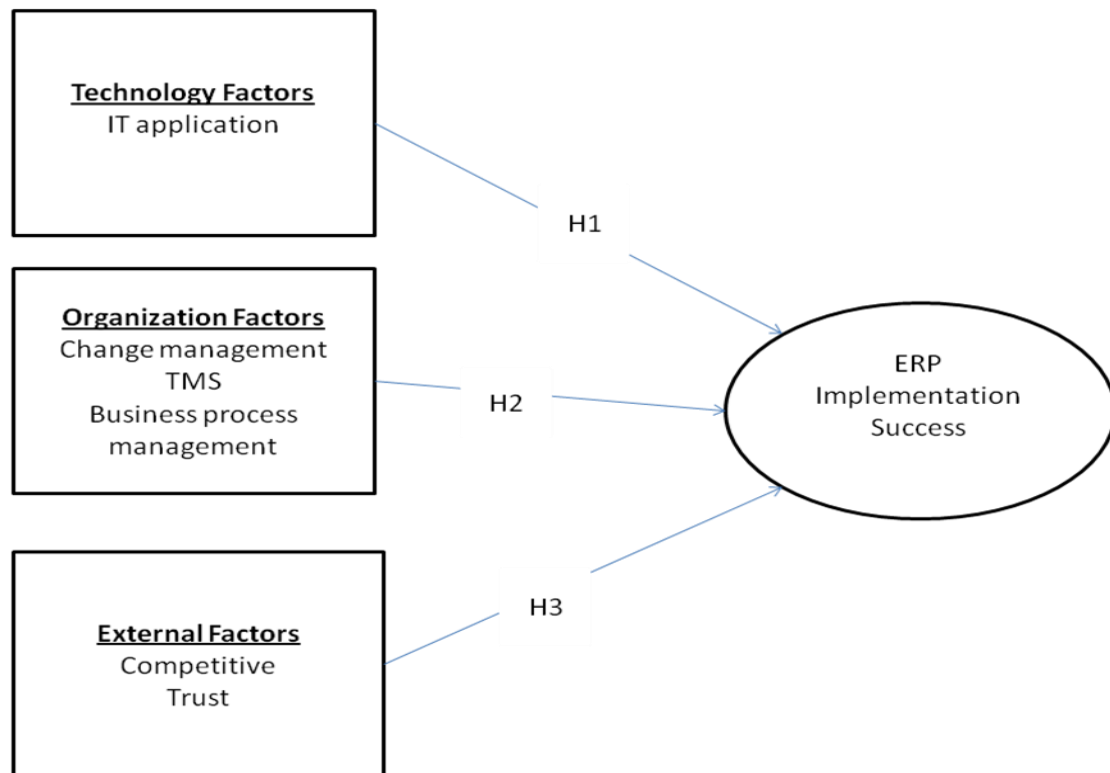 Technology Factors
IT application
H1
Organization Factors
Change management
TMS
Business process
management
H2
ERP
Implementation
Success
External Factors
Competitive
Trust
H3